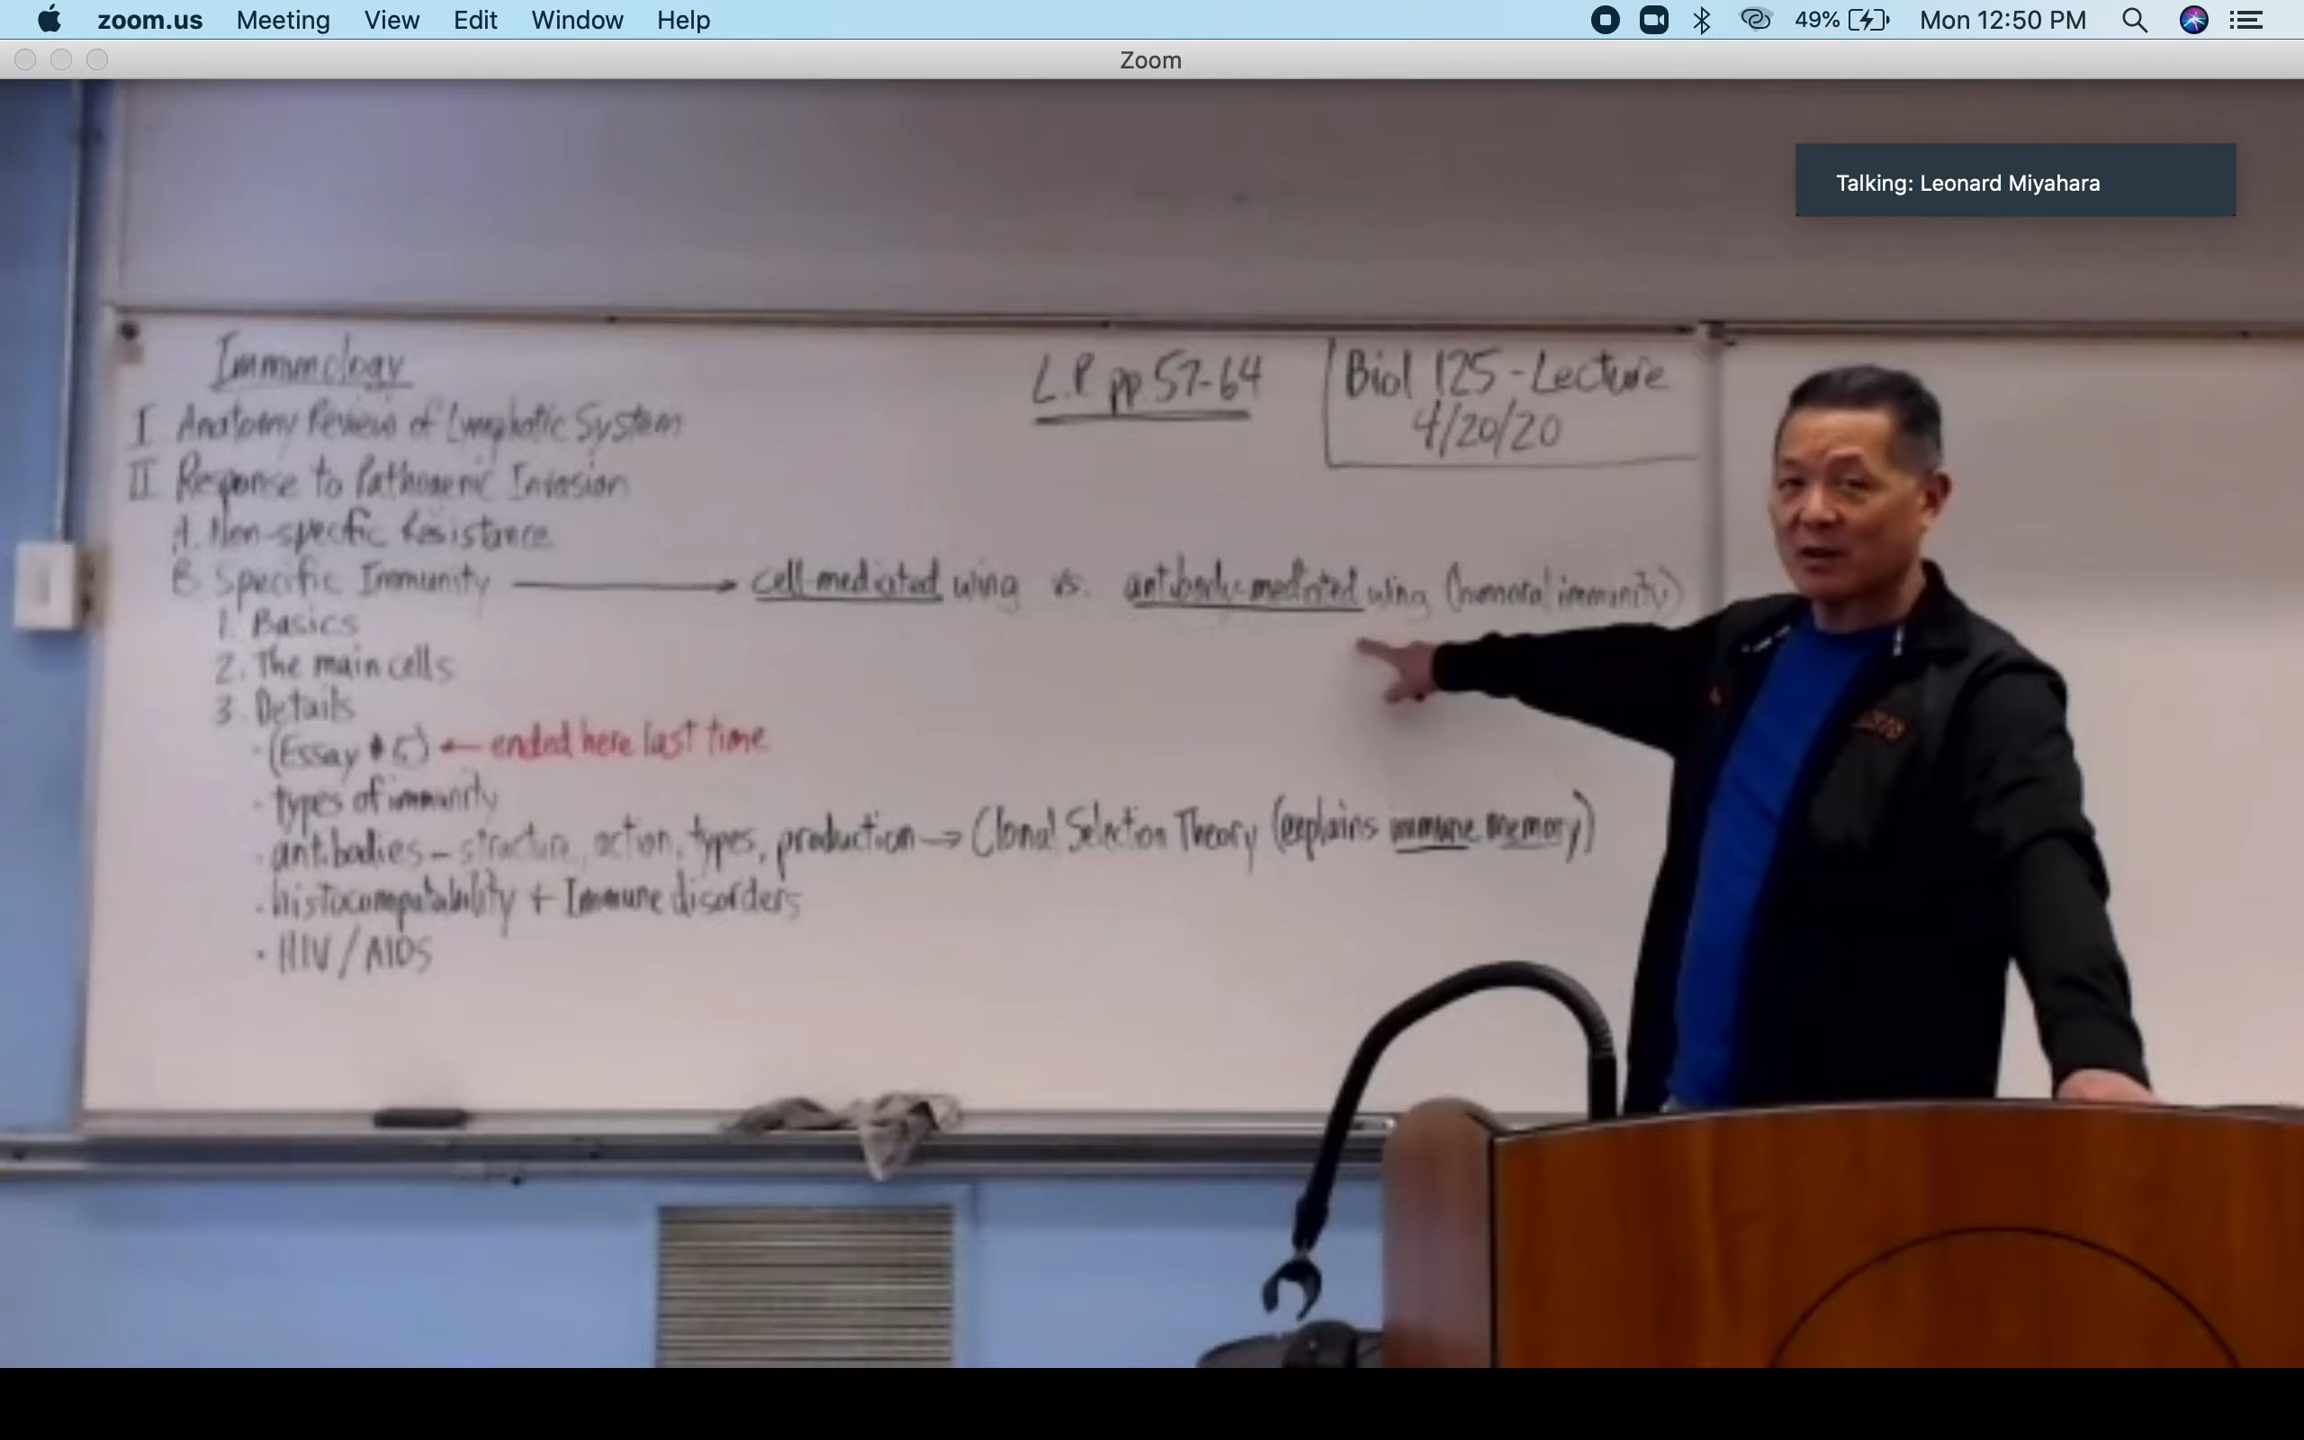 zoom.us Meeting View Edit Window Help 49% Mon 12:50 PM
Zoom
Talking: Leonard Miyahara
Immunology
L.P. pp.57-64
Biol 125-Lecture
4/20/20
I Anatomy Review of Lymphatic System
II Response to Pathogenic Invasion
A. Non-specific Resistance
B. Specific Immunity → cell-mediated wing vs. antibody-mediated wing (humoral immunity)
1. Basics
2. The main cells
3. Details
· (Essay #5) ← ended here last time
· types of immunity
· antibodies - structure, action, types, production → Clonal Selection Theory (explains immune memory)
· histocompatability + Immune disorders
· HIV / AIDS